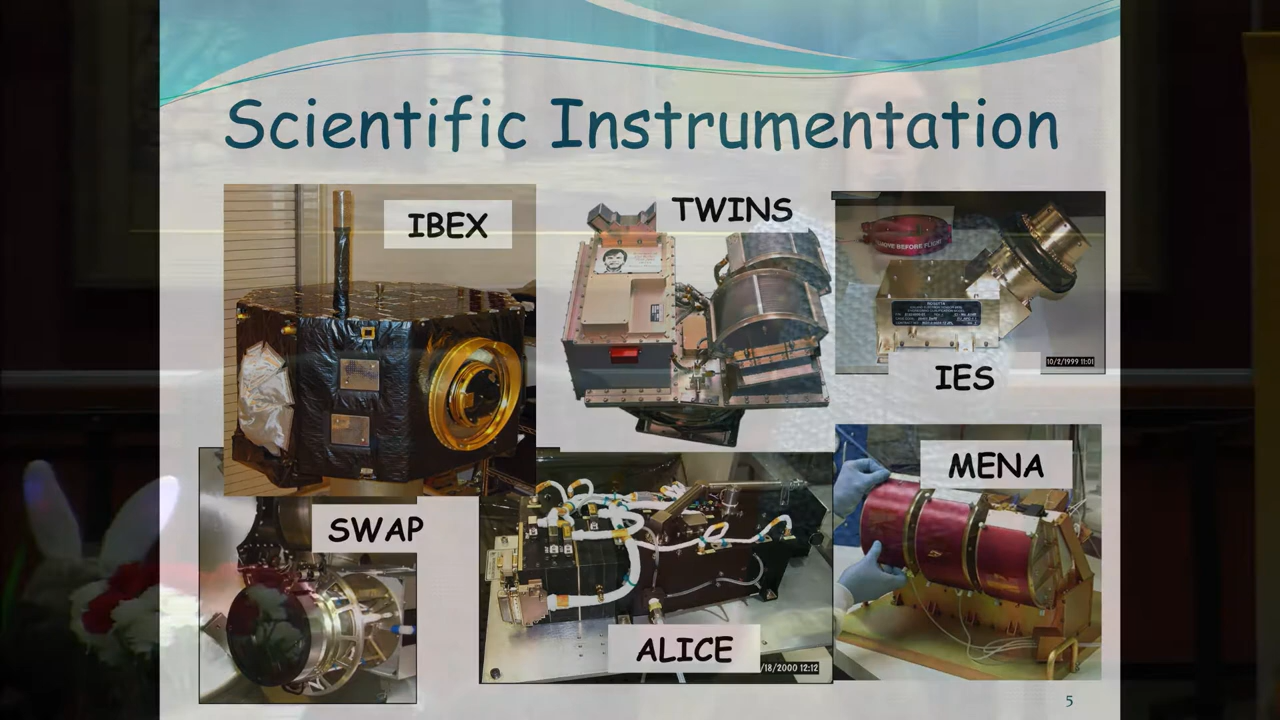 Scientific Instrumentation
IBEX
TWINS
REMOVE BEFORE FLIGHT
10/2/1999 11:01
IES
MENA
SWAP
ALICE
/18/2000 12:12
5